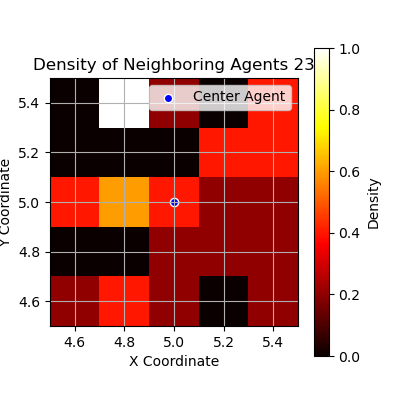 Density of Neighboring Agents 23
Center Agent
5.4
5.2
5.0
4.8
4.6
4.6 4.8 5.0 5.2 5.4
X Coordinate
Y Coordinate
1.0
0.8
0.6
0.4
0.2
0.0
Density